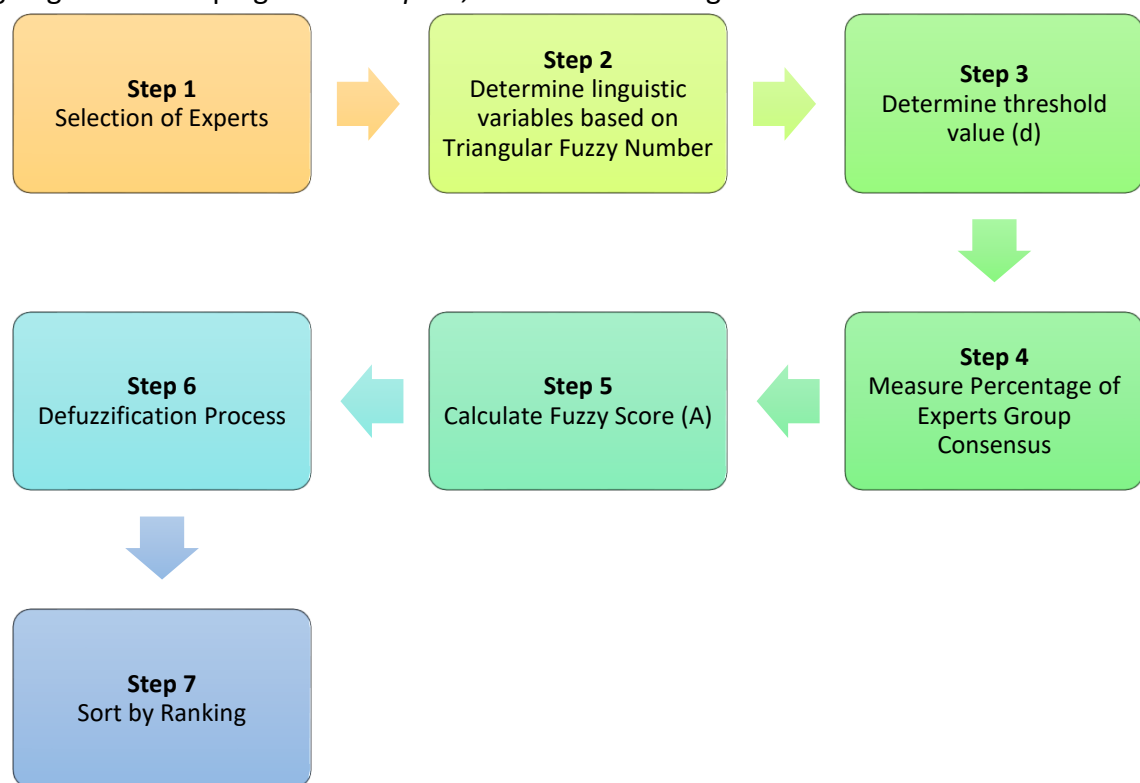 Step 1
Selection of Experts
Step 2
Determine linguistic
variables based on
Triangular Fuzzy Number
Step 3
Determine threshold
value (d)
Step 4
Measure Percentage of
Experts Group
Consensus
Step 5
Calculate Fuzzy Score (A)
Step 6
Defuzzification Process
Step 7
Sort by Ranking